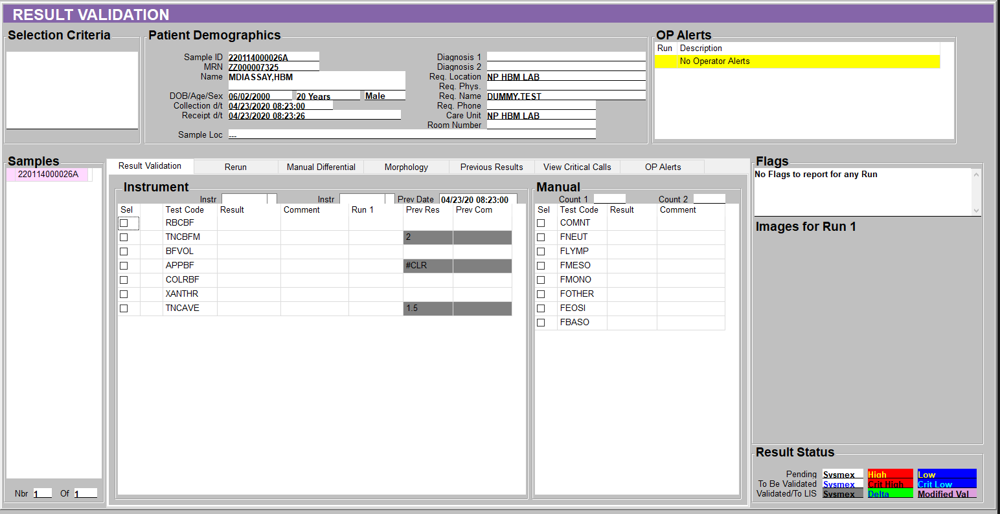 RESULT VALIDATION
Selection Criteria
Patient Demographics
Sample ID 220114000026A
MRN ZZ000007325
Name MDIASSAY,HBM
DOB/Age/Sex 06/02/2000 20 Years Male
Collection d/t 04/23/2020 08:23:00
Receipt d/t 04/23/2020 08:23:26
Sample Loc ---
Diagnosis 1
Diagnosis 2
Req. Location NP HBM LAB
Req. Phys.
Req. Name DUMMY,TEST
Req. Phone
Care Unit NP HBM LAB
Room Number
OP Alerts
Run Description
No Operator Alerts
Samples
220114000026A
Nbr 1 Of 1
Result Validation Rerun Manual Differential Morphology Previous Results View Critical Calls OP Alerts
Instrument
Instr Instr Prev Date 04/23/20 08:23:00
Sel Test Code Result Comment Run 1 Prev Res Prev Com
RBCBF
TNCBFM 2
BFVOL
APPBF #CLR
COLRBF
XANTHR
TNCAVE 1.5
Manual
Count 1 Count 2
Sel Test Code Result Comment
COMNT
FNEUT
FLYMP
FMESO
FMONO
FOTHER
FEOSI
FBASO
Flags
No Flags to report for any Run
Images for Run 1
Result Status
Pending Sysmex High Low
To Be Validated Sysmex Crit High Crit Low
Validated/To LIS Sysmex Delta Modified Val